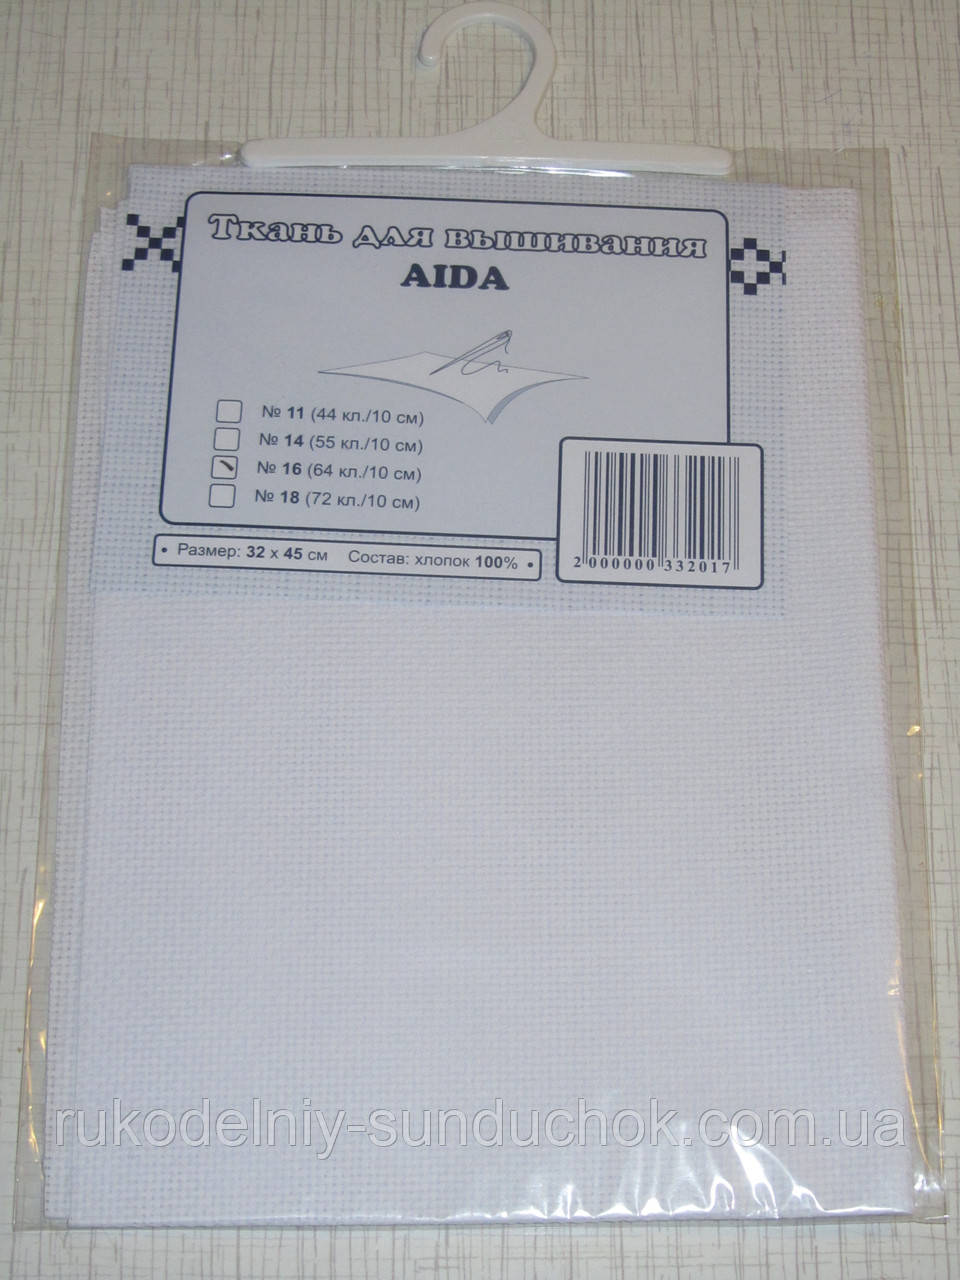 Ткань для вышивания
AIDA
№ 11 (44 кл./10 см)
№ 14 (55 кл./10 см)
№ 16 (64 кл./10 см)
№ 18 (72 кл./10 см)
• Размер: 32 x 45 см Состав: хлопок 100% •
2 000000 332017
rukodelniy-sunduchok.com.ua